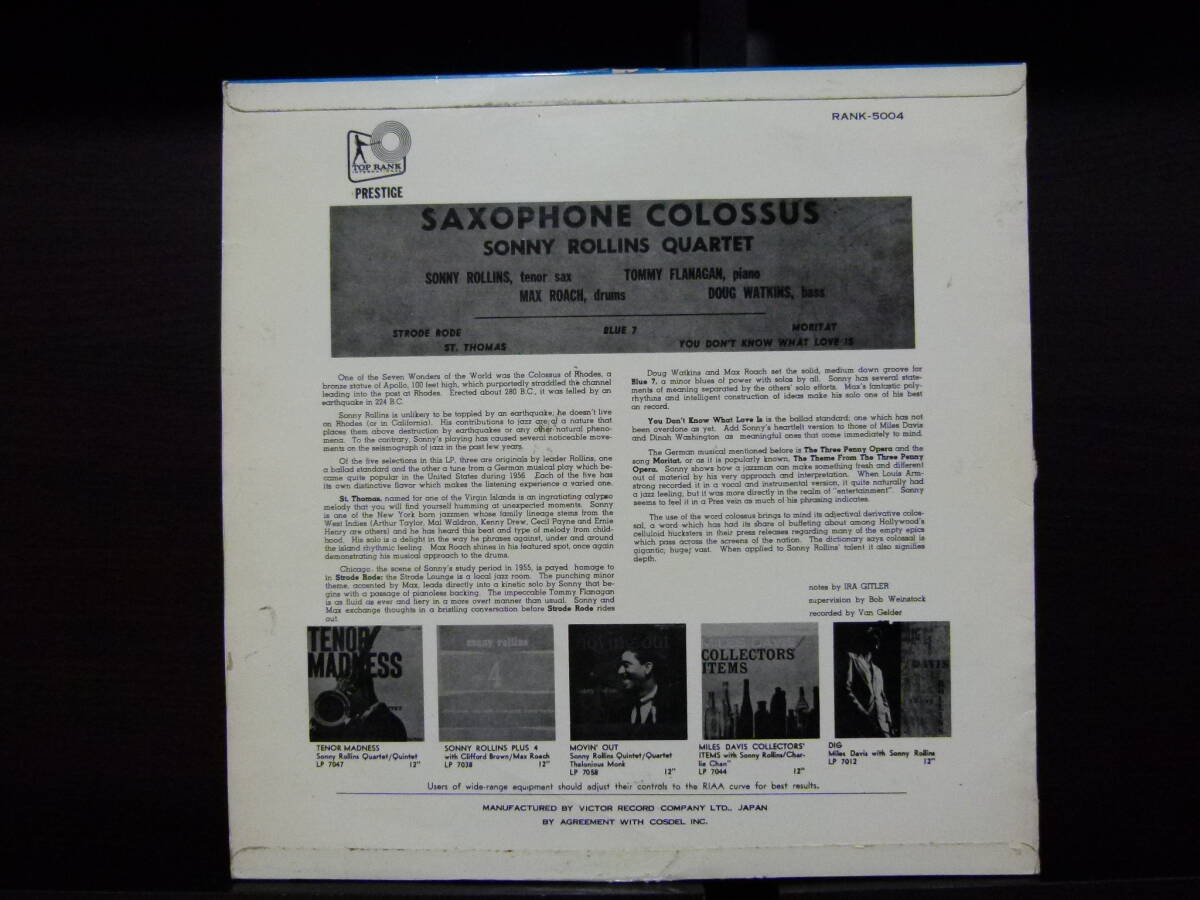 RANK-5004
TOP RANK
INTERNATIONAL
PRESTIGE
SAXOPHONE COLOSSUS
SONNY ROLLINS QUARTET
SONNY ROLLINS, tenor sax TOMMY FLANAGAN, piano
MAX ROACH, drums DOUG WATKINS, bass
STRODE RODE BLUE 7 MORITAT
ST. THOMAS YOU DON'T KNOW WHAT LOVE IS
One of the Seven Wonders of the World was the Colossus of Rhodes, a
bronze statue of Apollo, 100 feet high, which purportedly straddled the channel
leading into the post at Rhodes. Erected about 280 B.C., it was felled by an
earthquake in 224 B.C.
Sonny Rollins is unlikely to be toppled by an earthquake; he doesn't live
on Rhodes (or in California). His contributions to jazz are of a nature that
places them above destruction by earthquakes or any other natural pheno-
mena. To the contrary, Sonny's playing has caused several noticeable move-
ments on the seismograph of jazz in the past few years.
Of the five selections in this LP, three are originals by leader Rollins, one
a ballad standard and the other a tune from a German musical play which be-
came quite popular in the United States during 1956. Each of the five has
its own distinctive flavor which makes the listening experience a varied one.
St. Thomas, named for one of the Virgin Islands is an ingratiating calypso
melody that you will find yourself humming at unexpected moments. Sonny
is one of the New York born jazzmen whose family lineage stems from the
West Indies (Arthur Taylor, Mal Waldron, Kenny Drew, Cecil Payne and Ernie
Henry are others) and he has heard this beat and type of melody from child-
hood. His solo is a delight in the way he phrases against, under and around
the island rhythmic feeling. Max Roach shines in his featured spot, once again
demonstrating his musical approach to the drums.
Chicago, the scene of Sonny's study period in 1955, is payed homage to
in Strode Rode; the Strode Lounge is a local jazz room. The punching minor
theme, accented by Max, leads directly into a kinetic solo by Sonny that be-
gins with a passage of pianoless backing. The impeccable Tommy Flanagan
is as fluid as ever and fiery in a more overt manner than usual. Sonny and
Max exchange thoughts in a bristling conversation before Strode Rode rides
out.
Doug Watkins and Max Roach set the solid, medium down groove for
Blue 7, a minor blues of power with solos by all. Sonny has several state-
ments of meaning separated by the others' solo efforts. Max's fantastic poly-
rhythms and intelligent construction of ideas make his solo one of his best
on record.
You Don't Know What Love Is is the ballad standard; one which has not
been overdone as yet. Add Sonny's heartfelt version to those of Miles Davis
and Dinah Washington as meaningful ones that come immediately to mind.
The German musical mentioned before is The Three Penny Opera and the
song Moritat, or as it is popularly known, The Theme From The Three Penny
Opera. Sonny shows how a jazzman can make something fresh and different
out of material by his very approach and interpretation. When Louis Arm-
strong recorded it in a vocal and instrumental version, it quite naturally had
a jazz feeling, but it was more directly in the realm of "entertainment". Sonny
seems to feel it in a Pres vein as much of his phrasing indicates.
The use of the word colossus brings to mind its adjectival derivative colos-
sal, a word which has had its share of buffeting about among Hollywood's
celluloid hucksters in their press releases regarding many of the empty epics
which pass across the screens of the nation. The dictionary says colossal is
gigantic; huge; vast. When applied to Sonny Rollins' talent it also signifies
depth.
notes by IRA GITLER
supervision by Bob Weinstock
recorded by Van Gelder
TENOR
MADNESS
sonny rollins
4
movin' out
COLLECTORS'
ITEMS
DAVIS
TENOR MADNESS
Sonny Rollins Quartet/Quintet
LP 7047 12"
SONNY ROLLINS PLUS 4
with Clifford Brown/Max Roach
LP 7038 12"
MOVIN' OUT
Sonny Rollins Quintet/Quartet
Thelonious Monk
LP 7058 12"
MILES DAVIS COLLECTORS'
ITEMS with Sonny Rollins/Char-
lie Chan"
LP 7044 12"
DIG
Miles Davis with Sonny Rollins
LP 7012 12"
Users of wide-range equipment should adjust their controls to the RIAA curve for best results.
MANUFACTURED BY VICTOR RECORD COMPANY LTD., JAPAN
BY AGREEMENT WITH COSDEL INC.